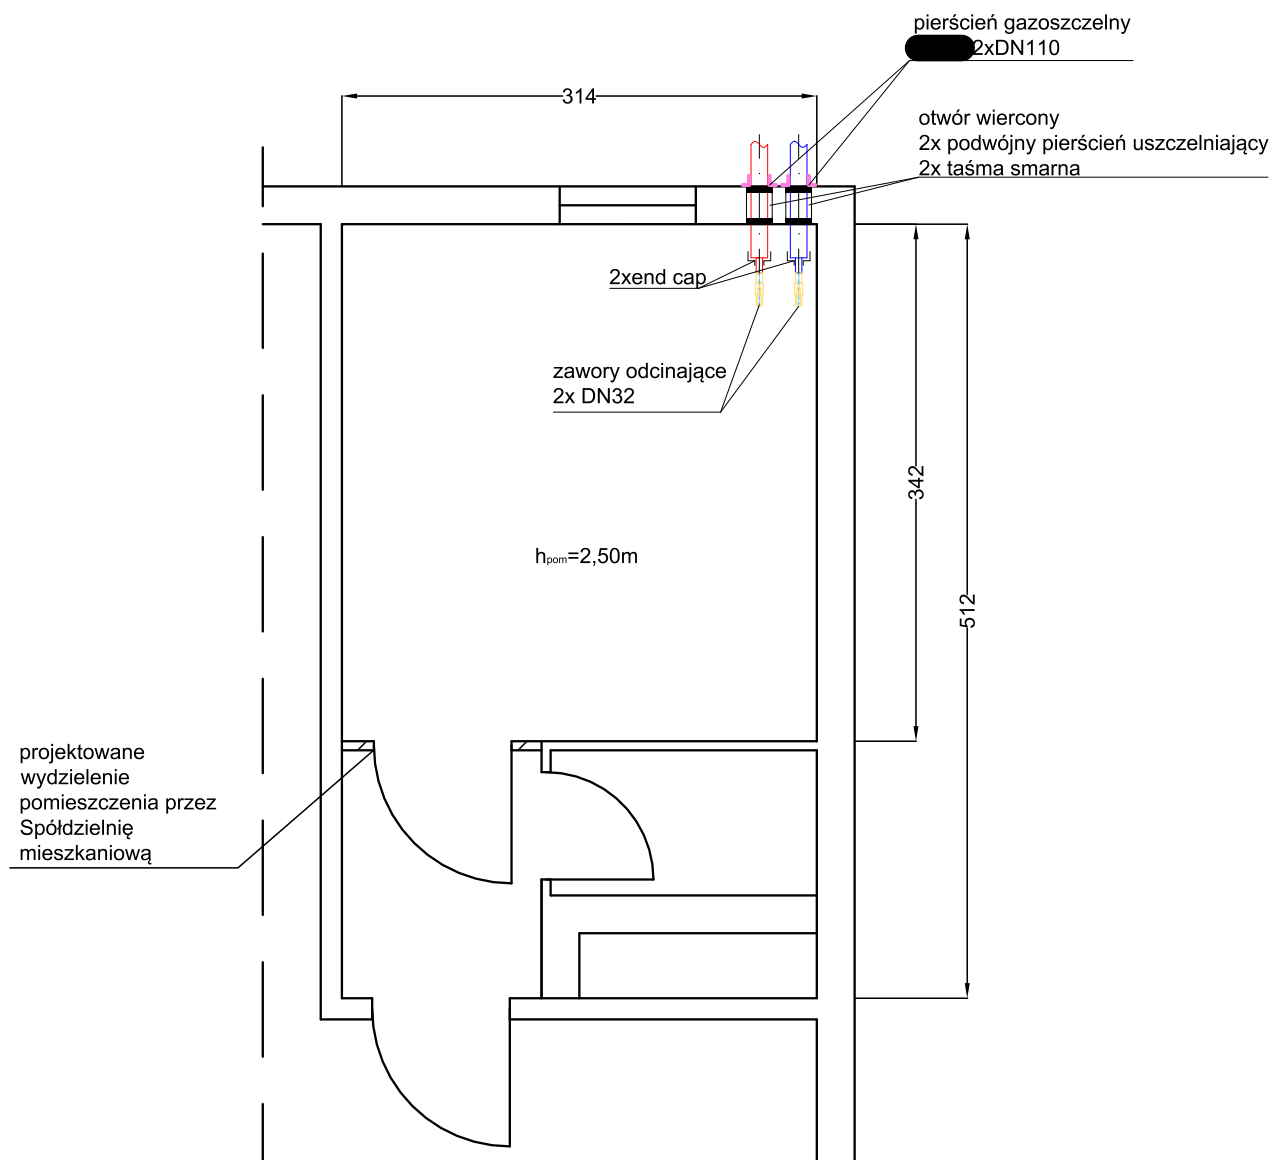 pierścień gazoszczelny
2xDN110
314
otwór wiercony
2x podwójny pierścień uszczelniający
2x taśma smarna
2xend cap
zawory odcinające
2x DN32
342
hpom=2,50m
512
projektowane
wydzielenie
pomieszczenia przez
Spółdzielnię
mieszkaniową